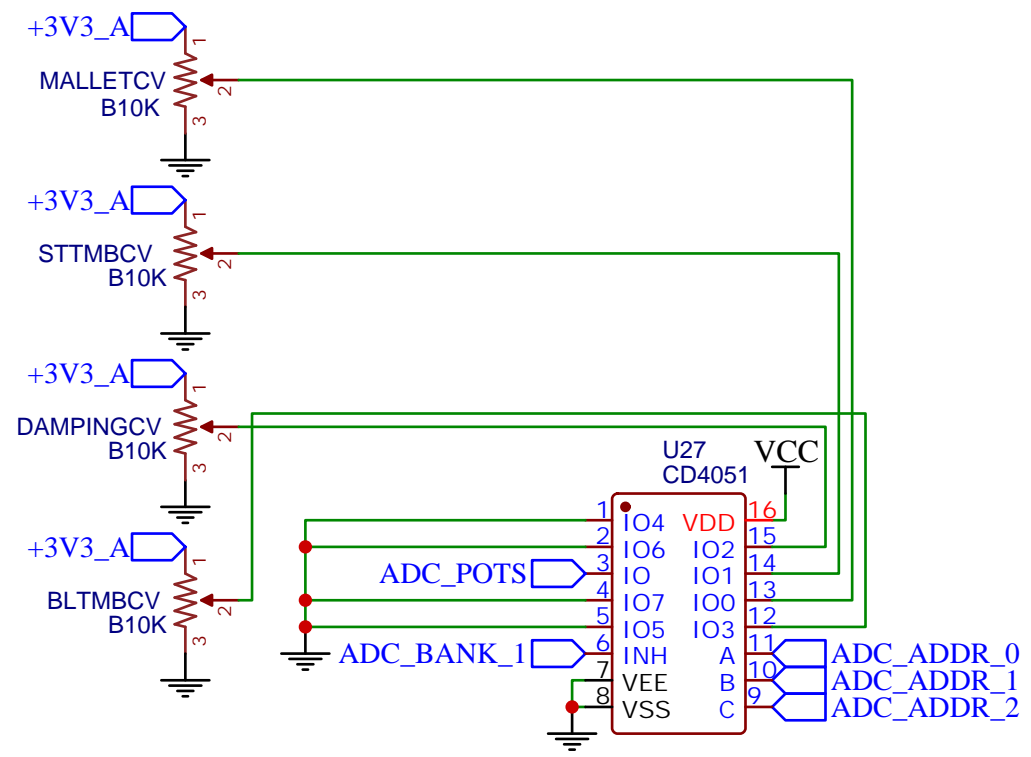 +3V3_A
1
MALLETCV
B10K
2
3
+3V3_A
1
STTMBCV
B10K
2
3
+3V3_A
1
DAMPINGCV
B10K
2
3
+3V3_A
1
BLTMBCV
B10K
2
3
U27
CD4051
VCC
1 IO4 VDD 16
2 IO6 IO2 15
ADC_POTS 3 IO IO1 14
4 IO7 IO0 13
5 IO5 IO3 12
ADC_BANK_1 6 INH A 11 ADC_ADDR_0
7 VEE B 10 ADC_ADDR_1
8 VSS C 9 ADC_ADDR_2